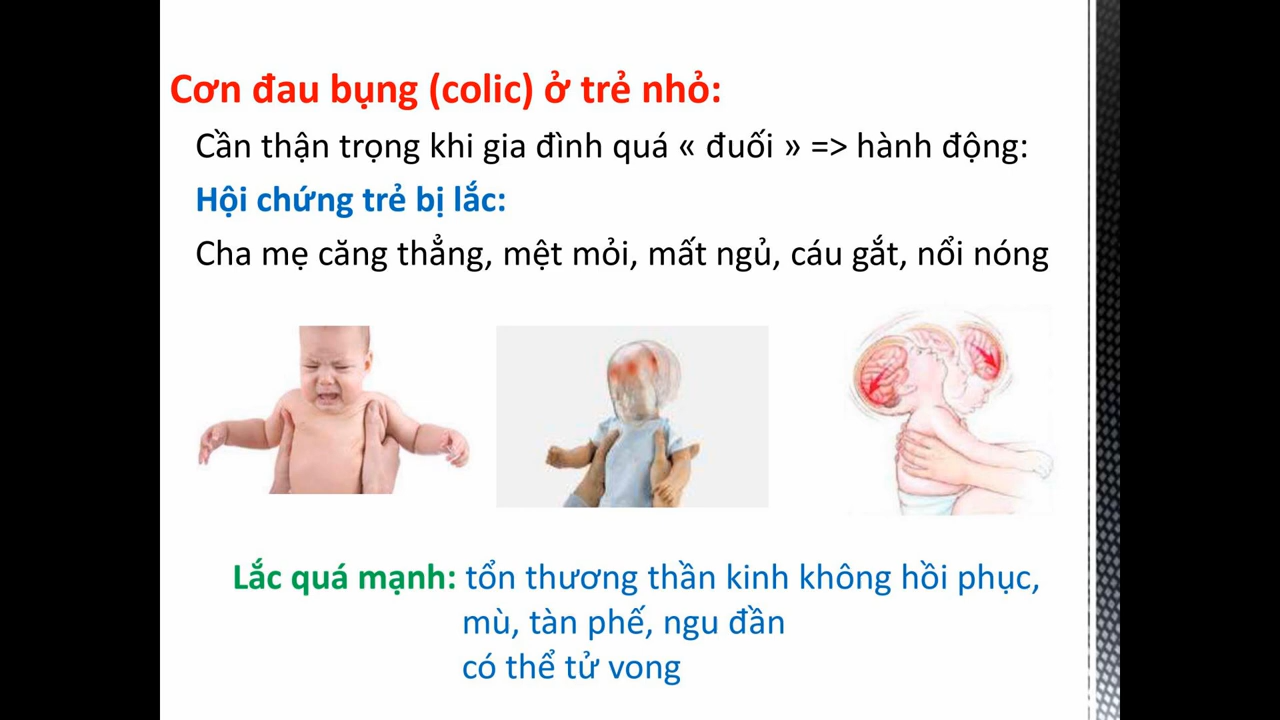 Cơn đau bụng (colic) ở trẻ nhỏ:
Cần thận trọng khi gia đình quá « đuối » => hành động:
Hội chứng trẻ bị lắc:
Cha mẹ căng thẳng, mệt mỏi, mất ngủ, cáu gắt, nổi nóng
Lắc quá mạnh: tổn thương thần kinh không hồi phục,
mù, tàn phế, ngu đần
có thể tử vong